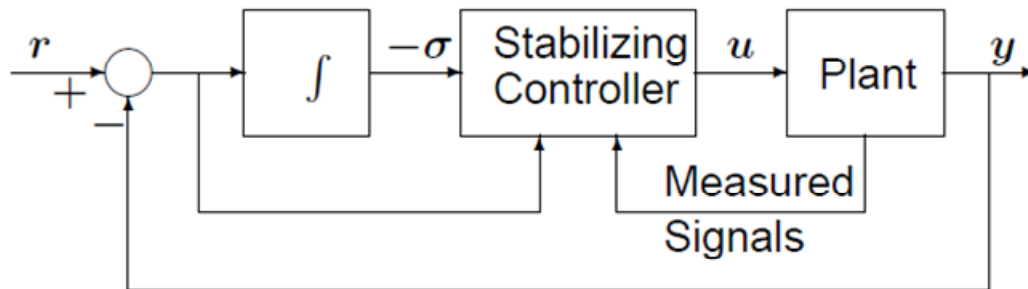 r
+
−
∫
−σ
Stabilizing
Controller
u
Plant
y
Measured
Signals